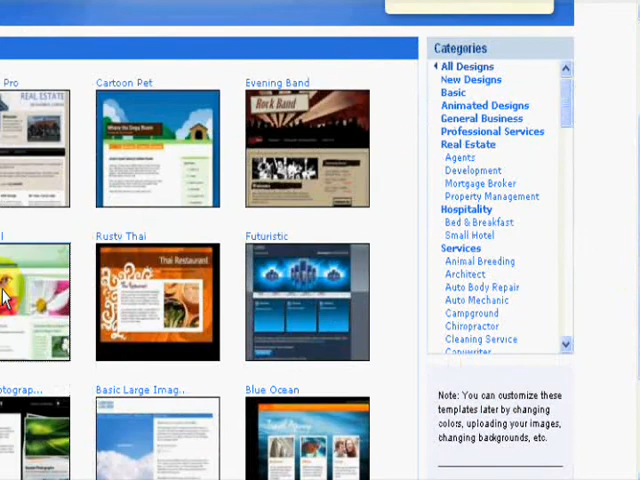 Categories
Pro
Cartoon Pet
Evening Band
All Designs
New Designs
Basic
Animated Designs
General Business
Professional Services
Real Estate
Agents
Development
Mortgage Broker
Property Management
Hospitality
Bed & Breakfast
Small Hotel
Services
Animal Breeding
Architect
Auto Body Repair
Auto Mechanic
Campground
Chiropractor
Cleaning Service
Copywriter
REAL ESTATE
Rock Band
Rusty Thai
Futuristic
Thai Restaurant
otograp...
Basic Large Imag...
Blue Ocean
Note: You can customize these
templates later by changing
colors, uploading your images,
changing backgrounds, etc.